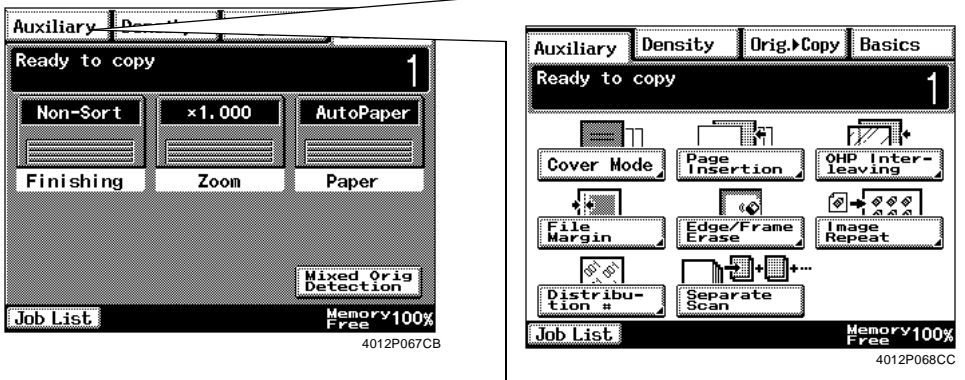 Auxiliary
Ready to copy 1
Non-Sort ×1.000 AutoPaper
Finishing Zoom Paper
Mixed Orig
Detection
Job List Memory Free 100%
4012P067CB
Auxiliary Density Orig.▸Copy Basics
Ready to copy 1
Cover Mode Page Insertion OHP Inter-leaving
File Margin Edge/Frame Erase Image Repeat
Distribu-tion # Separate Scan
Job List Memory Free 100%
4012P068CC